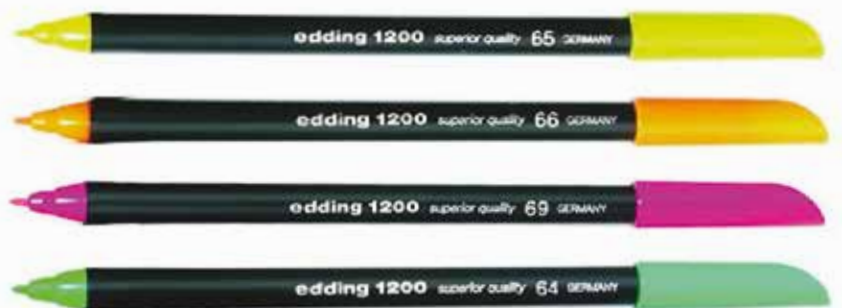 edding 1200 superior quality 65 GERMANY
edding 1200 superior quality 66 GERMANY
edding 1200 superior quality 69 GERMANY
edding 1200 superior quality 64 GERMANY